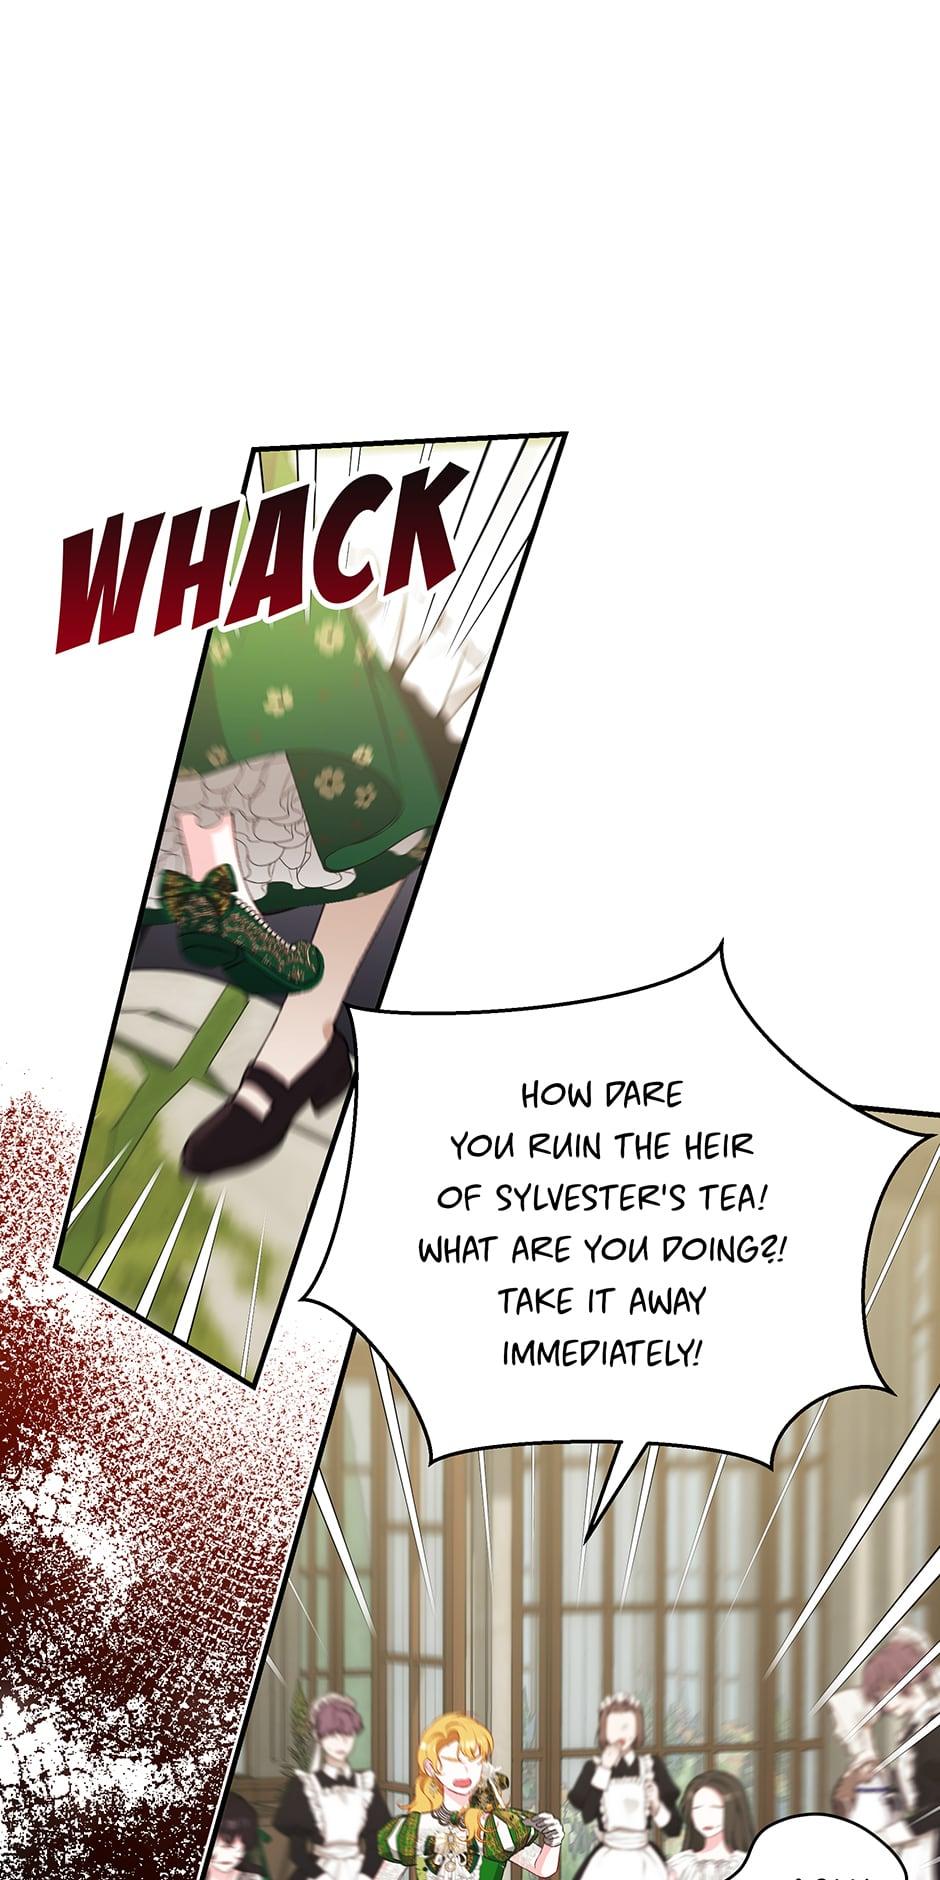 WHACK
HOW DARE
YOU RUIN THE HEIR
OF SYLVESTER'S TEA!
WHAT ARE YOU DOING?!
TAKE IT AWAY
IMMEDIATELY!